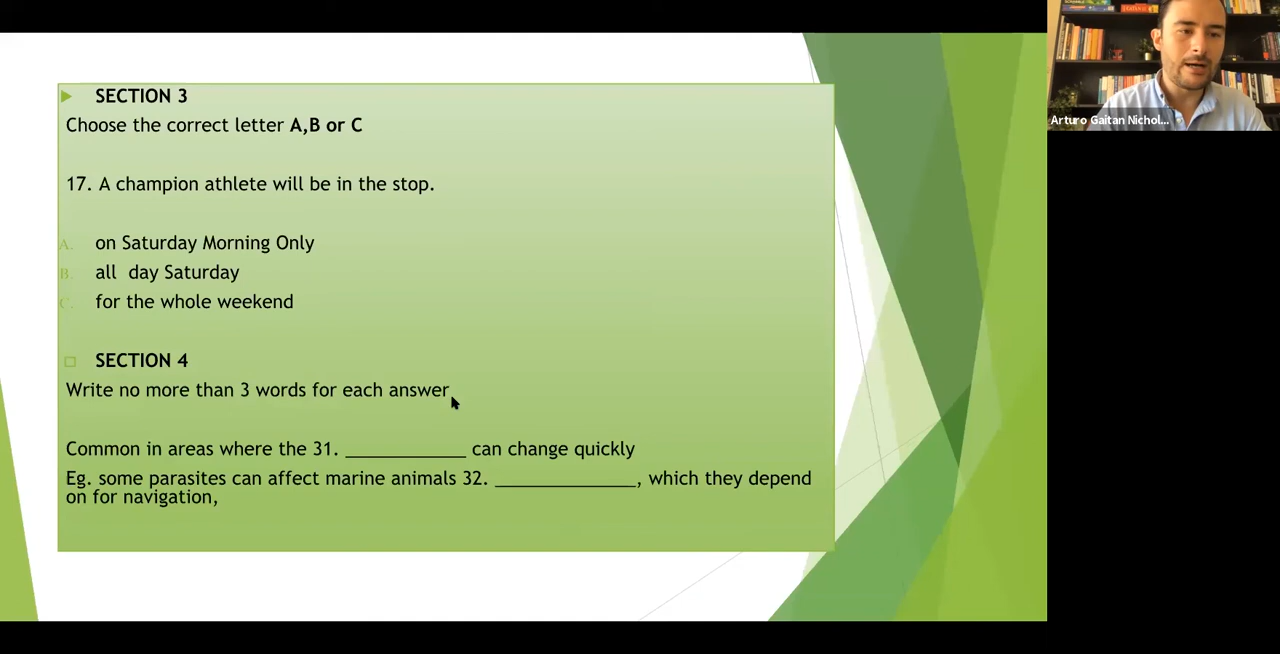 SECTION 3
Choose the correct letter A,B or C
17. A champion athlete will be in the stop.
A. on Saturday Morning Only
B. all day Saturday
C. for the whole weekend
SECTION 4
Write no more than 3 words for each answer
Common in areas where the 31. ____________ can change quickly
Eg. some parasites can affect marine animals 32. ______________, which they depend
on for navigation,
Arturo Gaitan Nichol...